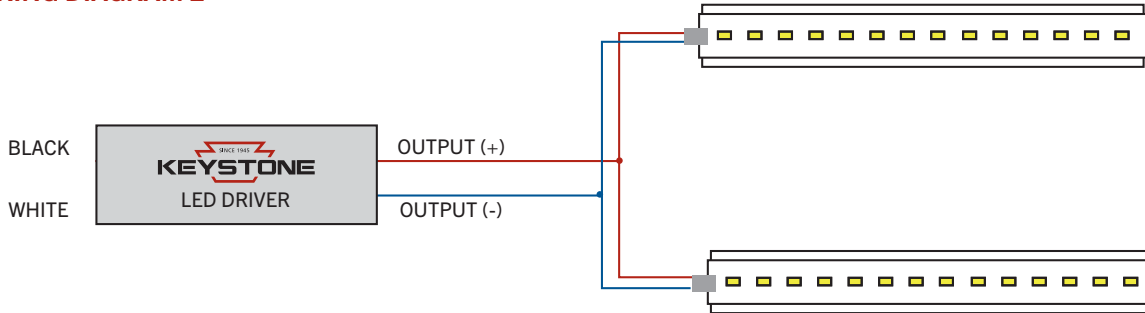 BLACK
OUTPUT (+)
SINCE 1945
KEYSTONE
LED DRIVER
WHITE
OUTPUT (-)